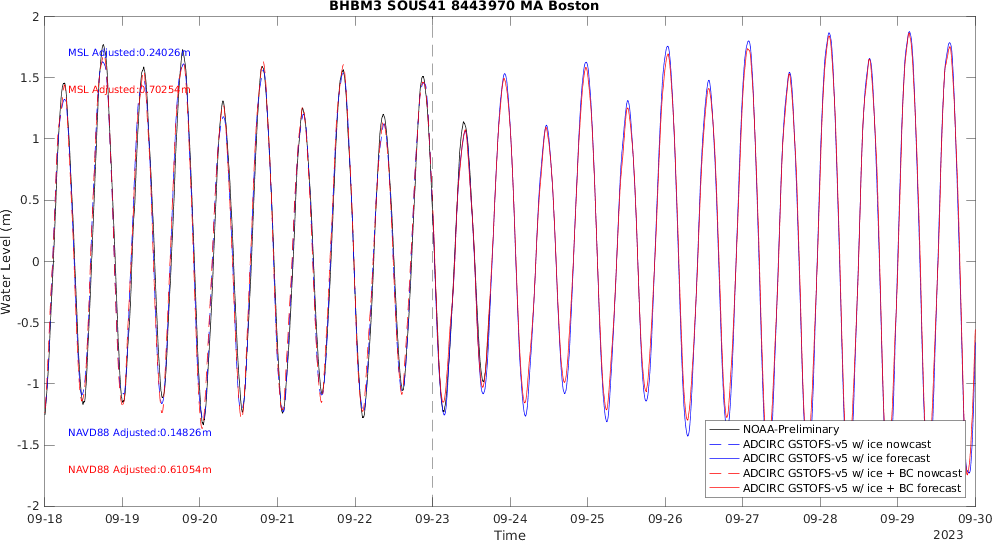 BHBM3 SOUS41 8443970 MA Boston
2
1.5
1
0.5
0
-0.5
-1
-1.5
-2
Water Level (m)
MSL Adjusted:0.24026m
MSL Adjusted:0.70254m
NAVD88 Adjusted:0.14826m
NAVD88 Adjusted:0.61054m
NOAA-Preliminary
ADCIRC GSTOFS-v5 w/ ice nowcast
ADCIRC GSTOFS-v5 w/ ice forecast
ADCIRC GSTOFS-v5 w/ ice + BC nowcast
ADCIRC GSTOFS-v5 w/ ice + BC forecast
09-18 09-19 09-20 09-21 09-22 09-23 09-24 09-25 09-26 09-27 09-28 09-29 09-30
Time
2023